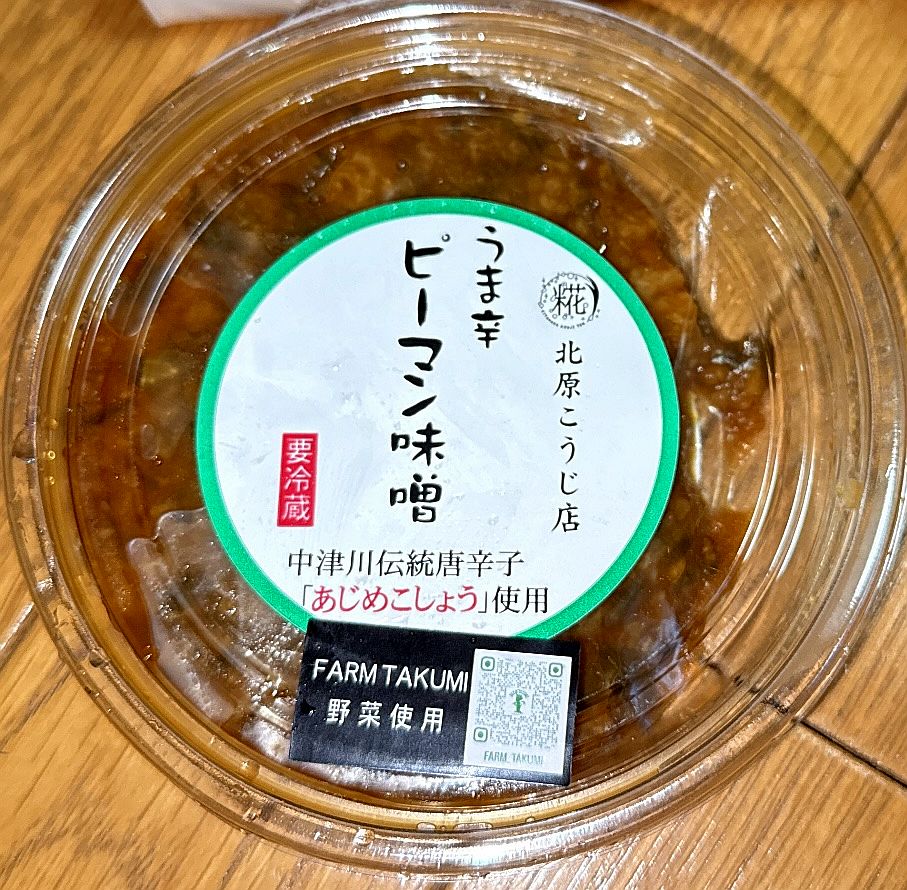 糀
北原こうじ店
うま辛
ピーマン味噌
要冷蔵
中津川伝統唐辛子
「あじめこしょう」使用
FARM TAKUMI
野菜使用
FARM TAKUMI